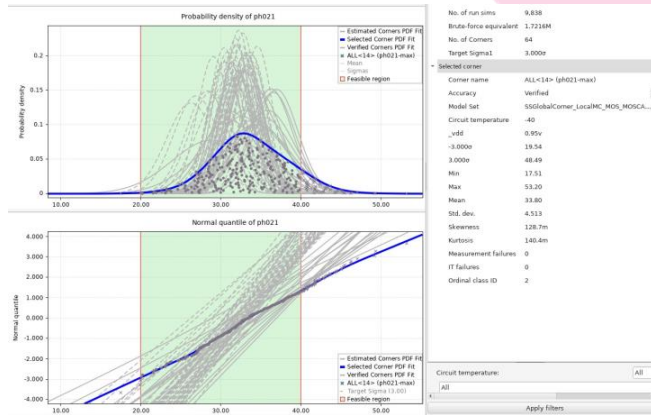 Probability density of ph021
Probability density
0.2
0.15
0.1
0.05
0
10.00 20.00 30.00 40.00 50.00
Estimated Corners PDF Fit
Selected Corner PDF Fit
Verified Corners PDF Fit
ALL<14> (ph021-max)
Mean
Sigmas
Feasible region
Normal quantile of ph021
Normal quantile
4.000
3.000
2.000
1.000
0.000
-1.000
-2.000
-3.000
-4.000
10.00 20.00 30.00 40.00 50.00
Estimated Corners PDF Fit
Selected Corner PDF Fit
Verified Corners PDF Fit
ALL<14> (ph021-max)
Target Sigma (3.00)
Feasible region
No. of run sims 9,838
Brute-force equivalent 1.7216M
No. of Corners 64
Target Sigma1 3.000σ
Selected corner
Corner name ALL<14> (ph021-max)
Accuracy Verified
Model Set SSGlobalCorner_LocalMC_MOS_MOSCA...
Circuit temperature -40
_vdd 0.95v
-3.000σ 19.54
3.000σ 48.49
Min 17.51
Max 53.20
Mean 33.80
Std. dev. 4.513
Skewness 128.7m
Kurtosis 140.4m
Measurement failures 0
IT failures 0
Ordinal class ID 2
Circuit temperature: All
All
Apply filters